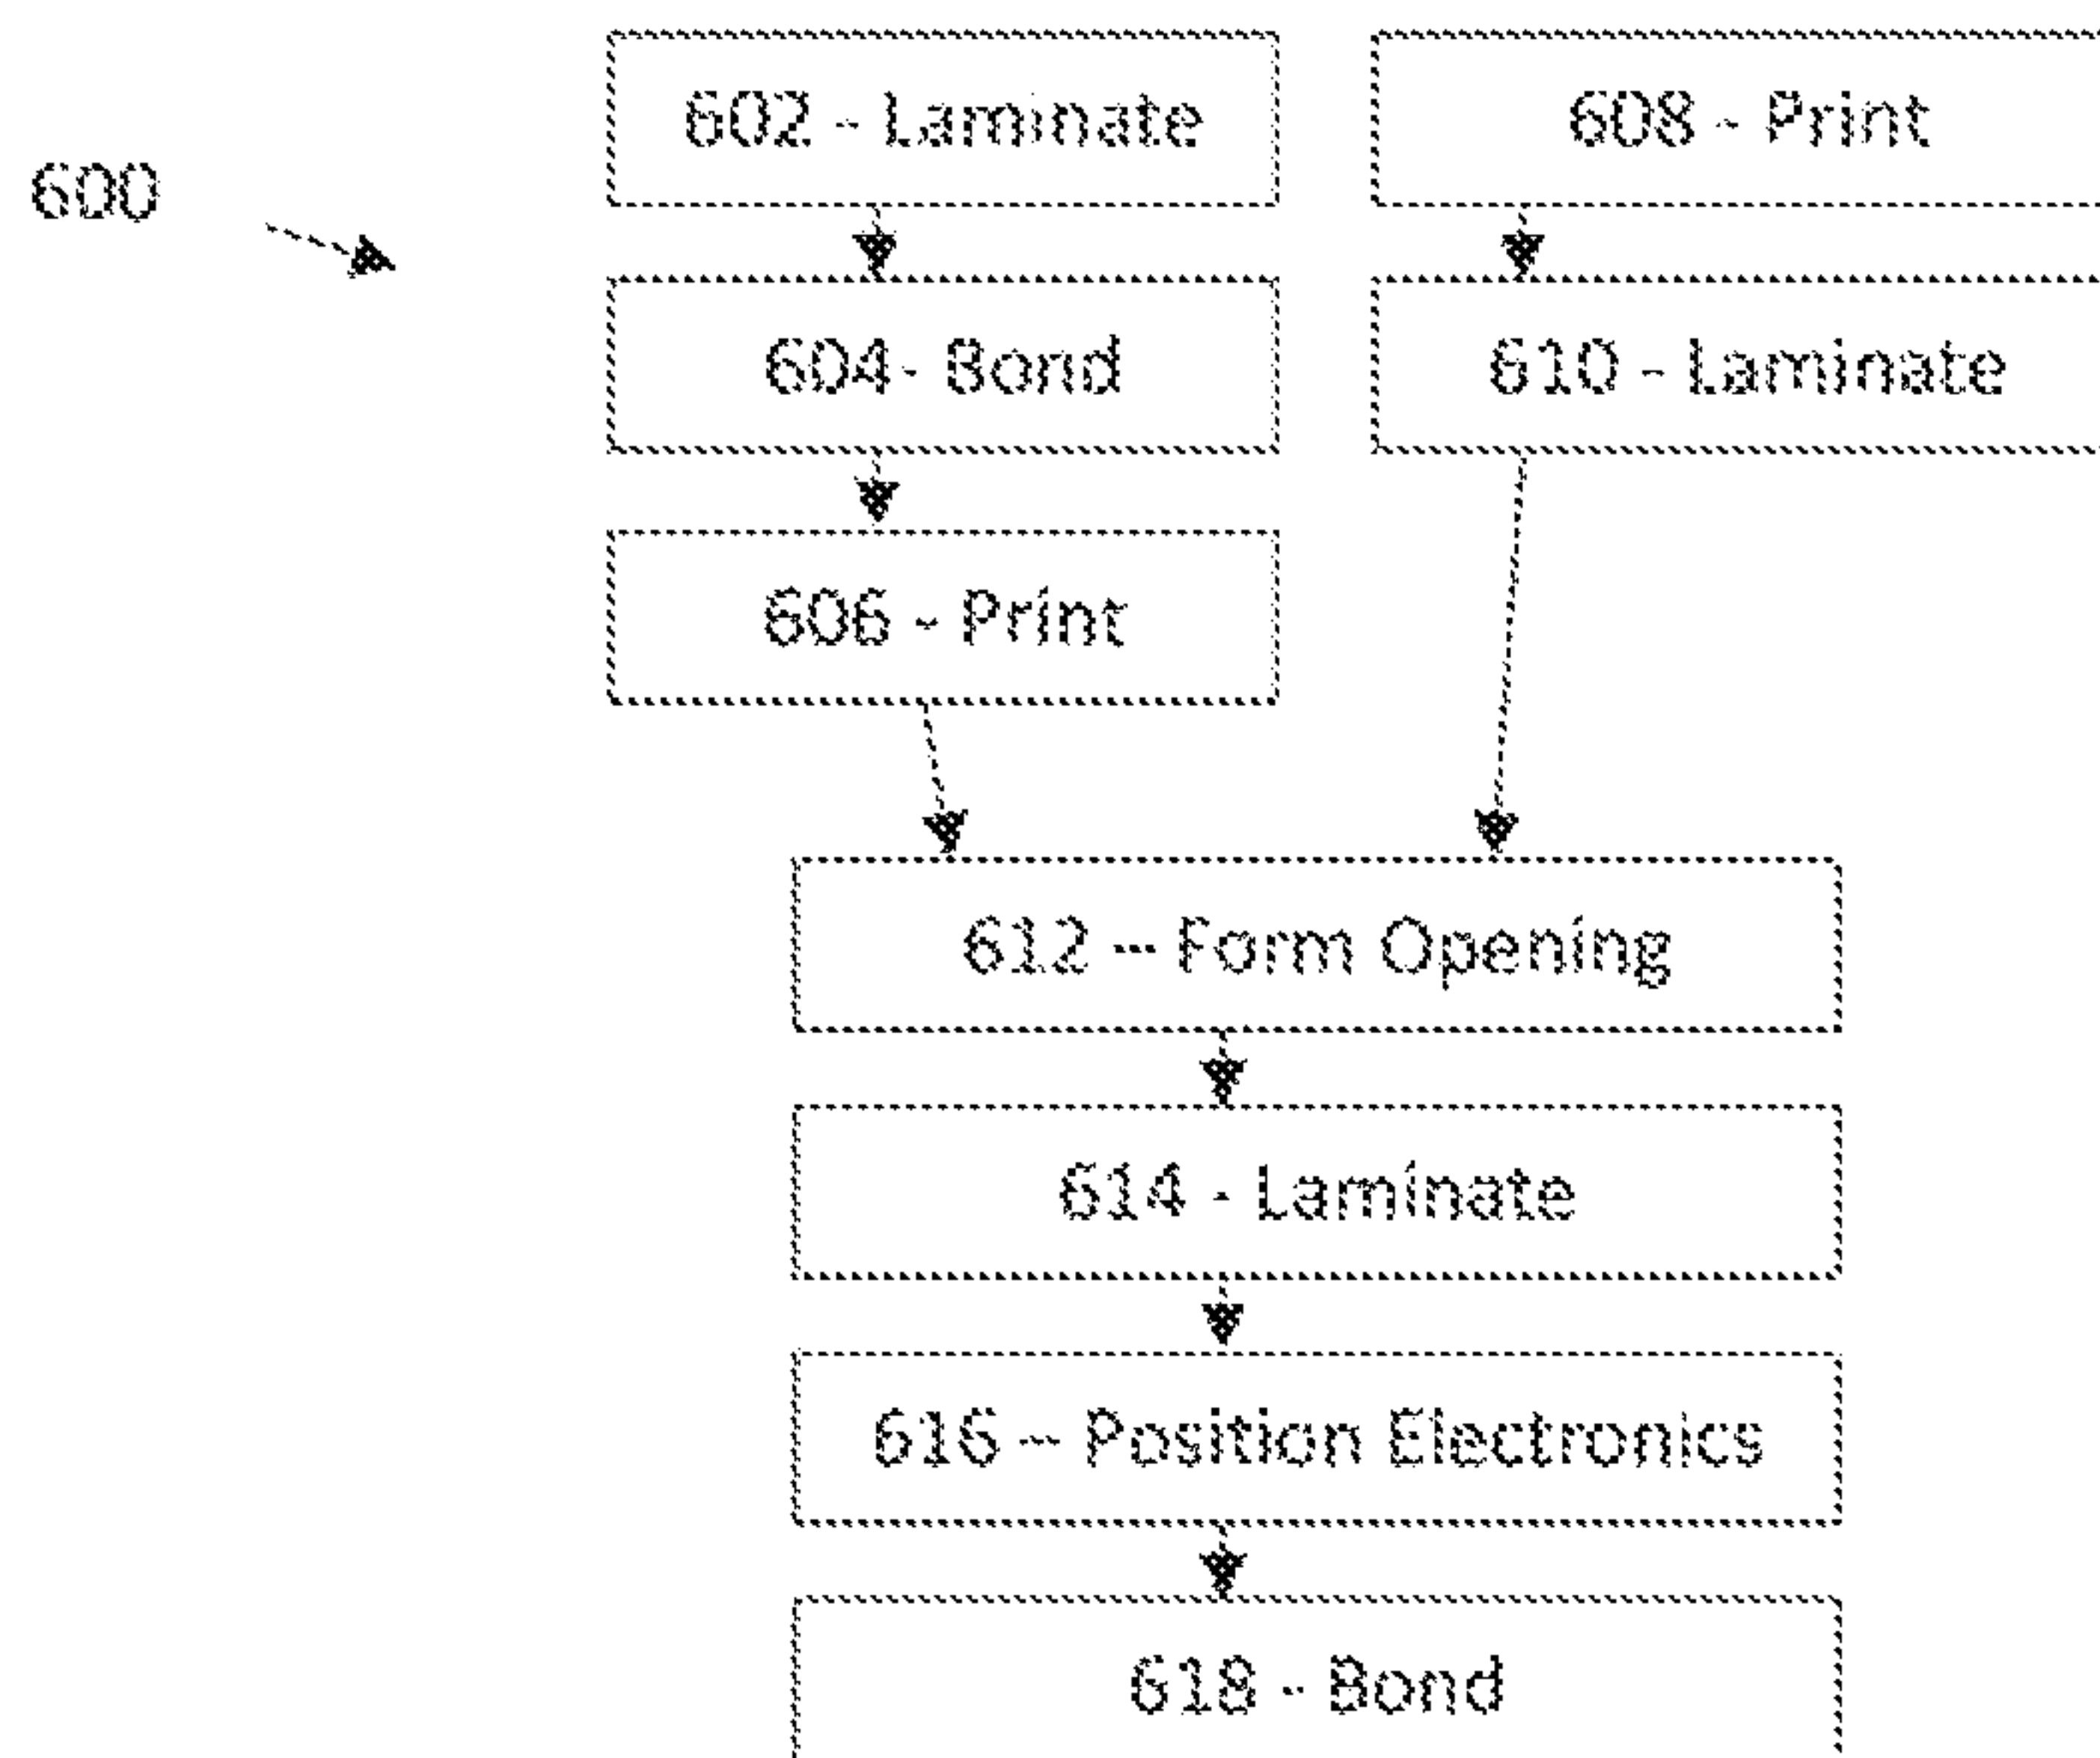 600
602 - Laminate
604 - Bond
606 - Print
608 - Print
610 - Laminate
612 – Form Opening
614 - Laminate
616 – Position Electronics
618 - Bond